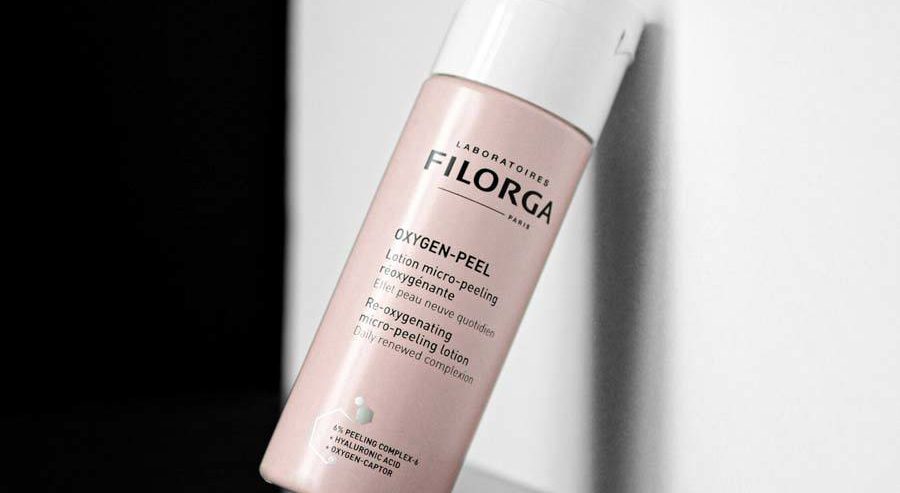 LABORATOIRES
FILORGA
PARIS
OXYGEN-PEEL
Lotion micro-peeling
réoxygénante
Effet peau neuve quotidien
Re-oxygenating
micro-peeling lotion
Daily renewed complexion
6% PEELING COMPLEX-6
+ HYALURONIC ACID
+ OXYGEN-CAPTOR